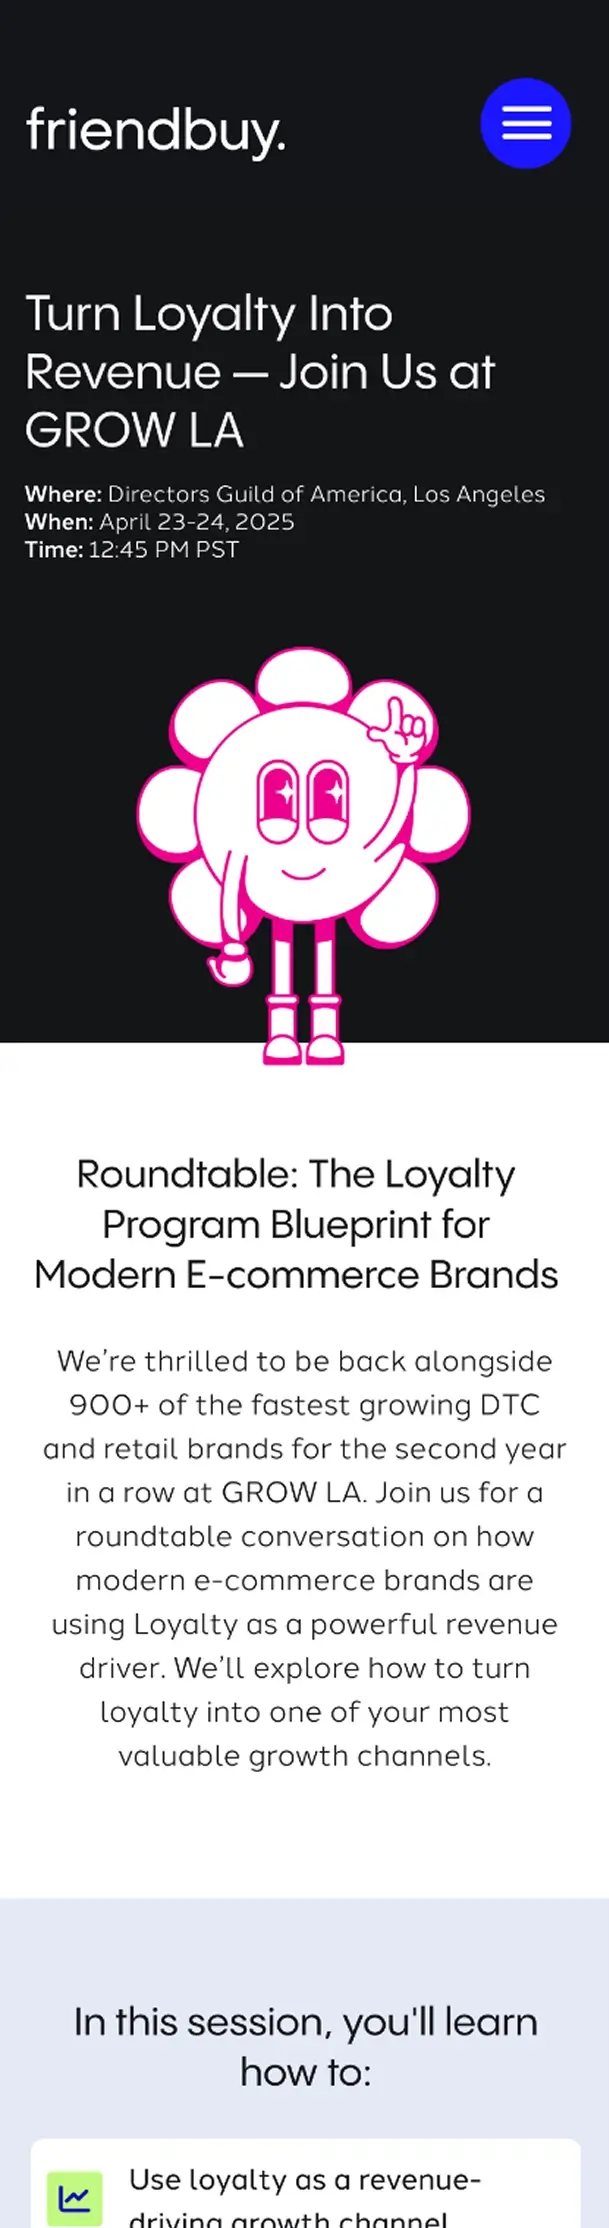 friendbuy.
Turn Loyalty Into
Revenue — Join Us at
GROW LA
Where: Directors Guild of America, Los Angeles
When: April 23-24, 2025
Time: 12:45 PM PST
Roundtable: The Loyalty
Program Blueprint for
Modern E-commerce Brands
We’re thrilled to be back alongside
900+ of the fastest growing DTC
and retail brands for the second year
in a row at GROW LA. Join us for a
roundtable conversation on how
modern e-commerce brands are
using Loyalty as a powerful revenue
driver. We’ll explore how to turn
loyalty into one of your most
valuable growth channels.
In this session, you'll learn
how to:
Use loyalty as a revenue-
driving growth channel